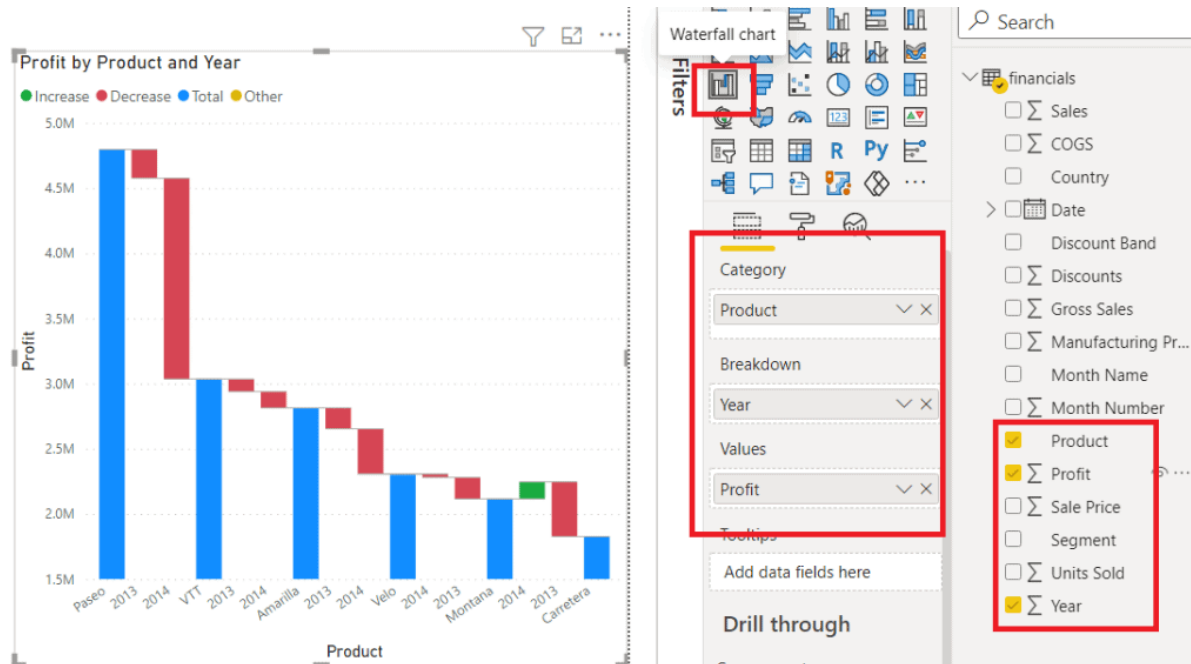 Profit by Product and Year
Increase Decrease Total Other
5.0M
4.5M
4.0M
3.5M
3.0M
2.5M
2.0M
1.5M
Profit
Paseo 2013 2014 VTT 2013 2014 Amarilla 2013 2014 Velo 2014 2013 Montana 2014 2013 Carretera
Product
Waterfall chart
Filters
123
R Py
...
Category
Product
Breakdown
Year
Values
Profit
Tooltips
Add data fields here
Drill through
Search
financials
Sales
COGS
Country
Date
Discount Band
Discounts
Gross Sales
Manufacturing Pr...
Month Name
Month Number
Product
Profit
Sale Price
Segment
Units Sold
Year